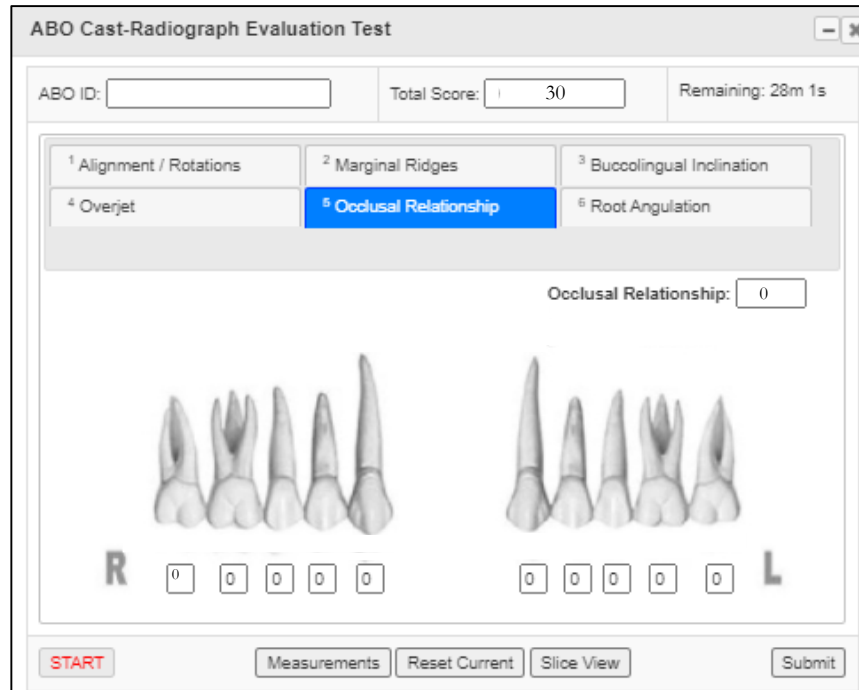 ABO Cast-Radiograph Evaluation Test
ABO ID: Total Score: 30 Remaining: 28m 1s
1 Alignment / Rotations 2 Marginal Ridges 3 Buccolingual Inclination
4 Overjet 5 Occlusal Relationship 6 Root Angulation
Occlusal Relationship: 0
R 0 0 0 0 0 0 0 0 0 0 L
START Measurements Reset Current Slice View Submit